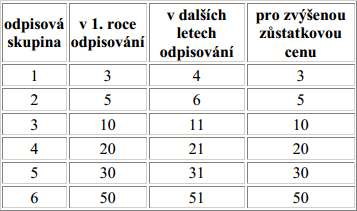 odpisová skupina | v 1. roce odpisování | v dalších letech odpisování | pro zvýšenou zůstatkovou cenu
1 | 3 | 4 | 3
2 | 5 | 6 | 5
3 | 10 | 11 | 10
4 | 20 | 21 | 20
5 | 30 | 31 | 30
6 | 50 | 51 | 50